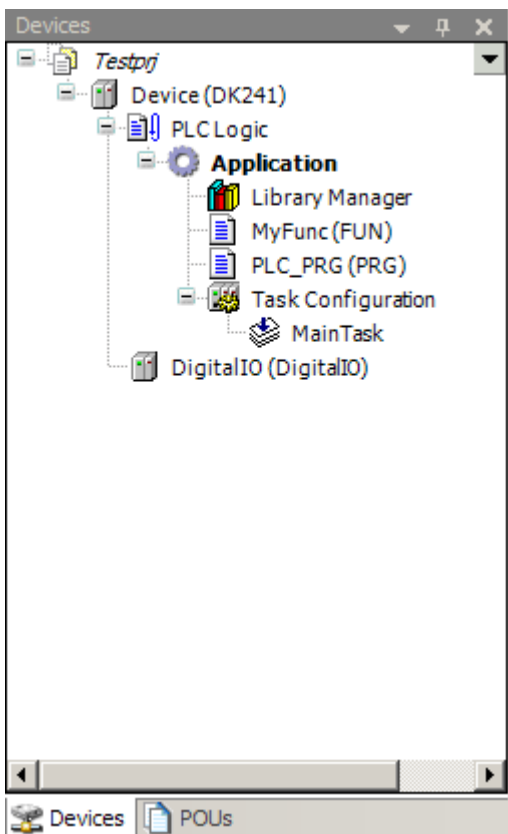 Devices
Testprj
Device (DK241)
PLC Logic
Application
Library Manager
MyFunc (FUN)
PLC_PRG (PRG)
Task Configuration
MainTask
DigitalIO (DigitalIO)
Devices POUs